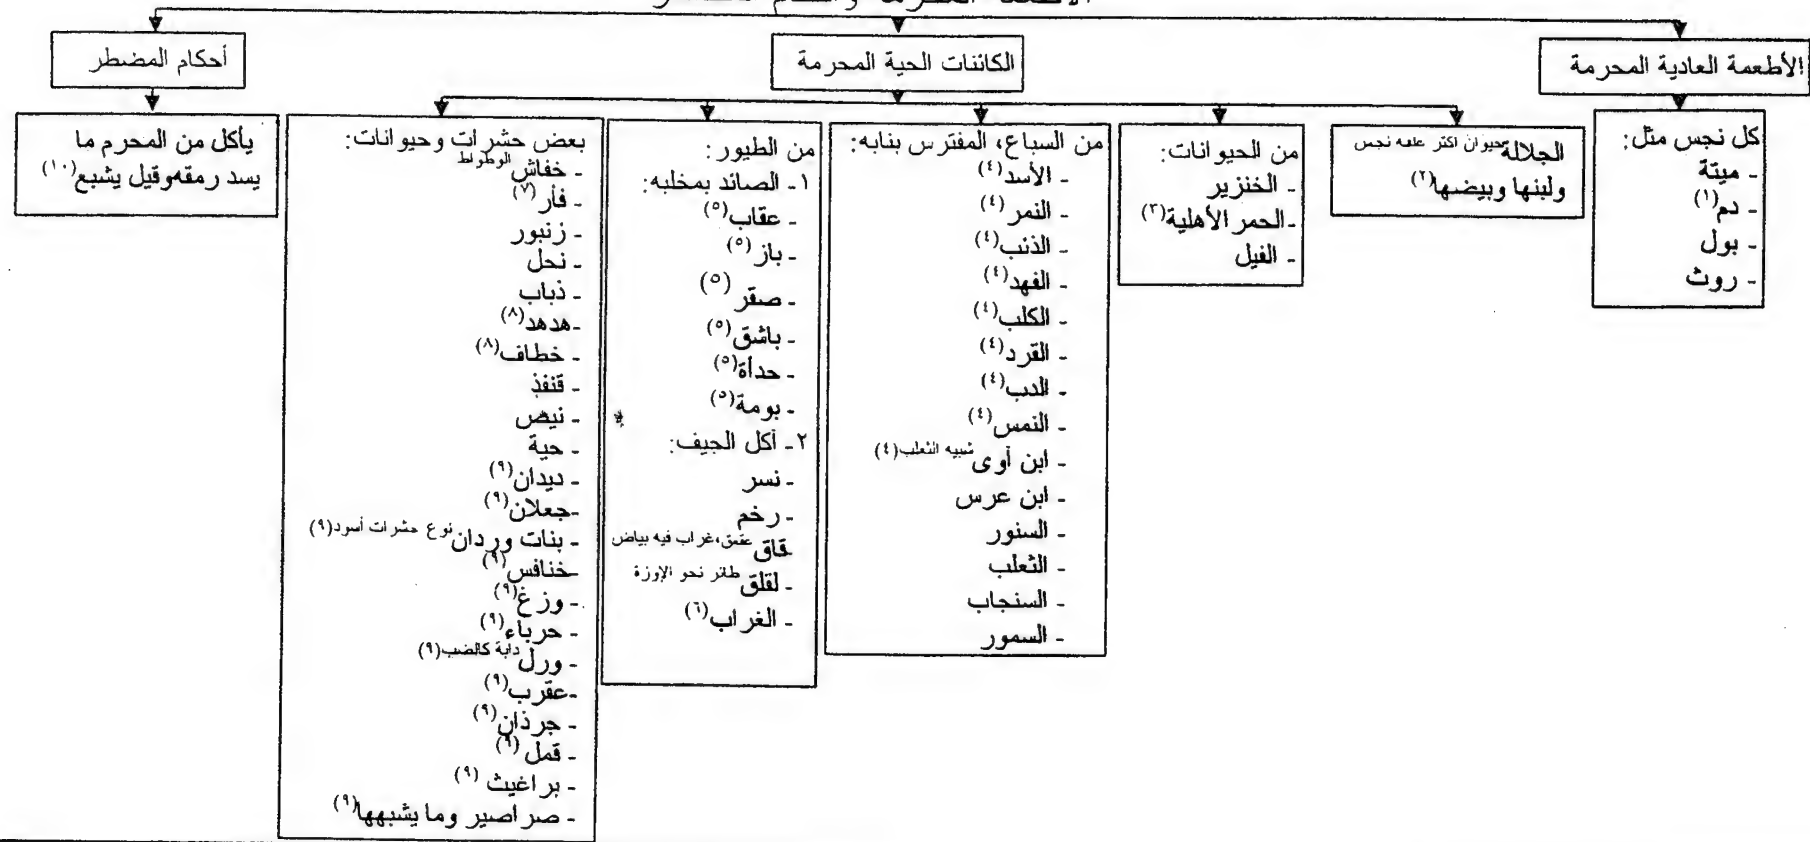 الأطعمة العادية المحرمة
كل نجس مثل:
- ميتة
- دم(١)
- بول
- روث
الكائنات الحية المحرمة
الجلالة حيوان اكثر علفه نجس
ولبنها وبيضها(٢)
من الحيوانات:
- الخنزير
- الحمر الأهلية(٣)
- الفيل
من السباع، المفترس بنابه:
- الأسد(٤)
- النمر(٤)
- الذئب(٤)
- الفهد(٤)
- الكلب(٤)
- القرد(٤)
- الدب(٤)
- النمس(٤)
- ابن آوى شبيه الثعلب(٤)
- ابن عرس
- السنور
- الثعلب
- السنجاب
- السمور
من الطيور:
١- الصائد بمخلبه:
- عقاب(٥)
- باز(٥)
- صقر(٥)
- باشق(٥)
- حدأة(٥)
- بومة(٥)
٢- آكل الجيف:
- نسر
- رخم
- قاق عقعق، غراب فيه بياض
- لقلق طائر نحو الإوزة
- الغراب(٦)
بعض حشرات وحيوانات:
- خفاش الوطواط
- فأر(٧)
- زنبور
- نحل
- ذباب
- هدهد(٨)
- خطاف(٨)
- قنفذ
- نيص
- حية
- ديدان(٩)
- جعلان(٩)
- بنات وردان نوع حشرات أسود(٩)
- خنافس(٩)
- وزغ(٩)
- حرباء(٩)
- ورل دابة كالضب(٩)
- عقرب(٩)
- جرذان(٩)
- قمل(٩)
- براغيث(٩)
- صراصير وما يشبهها(٩)
أحكام المضطر
يأكل من المحرم ما
يسد رمقه وقيل يشبع(١٠)